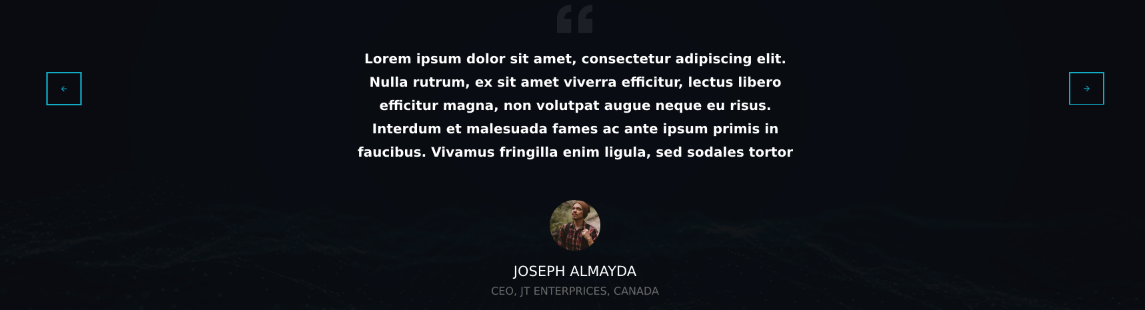 “
Lorem ipsum dolor sit amet, consectetur adipiscing elit.
Nulla rutrum, ex sit amet viverra efficitur, lectus libero
efficitur magna, non volutpat augue neque eu risus.
Interdum et malesuada fames ac ante ipsum primis in
faucibus. Vivamus fringilla enim ligula, sed sodales tortor
← →
JOSEPH ALMAYDA
CEO, JT ENTERPRICES, CANADA